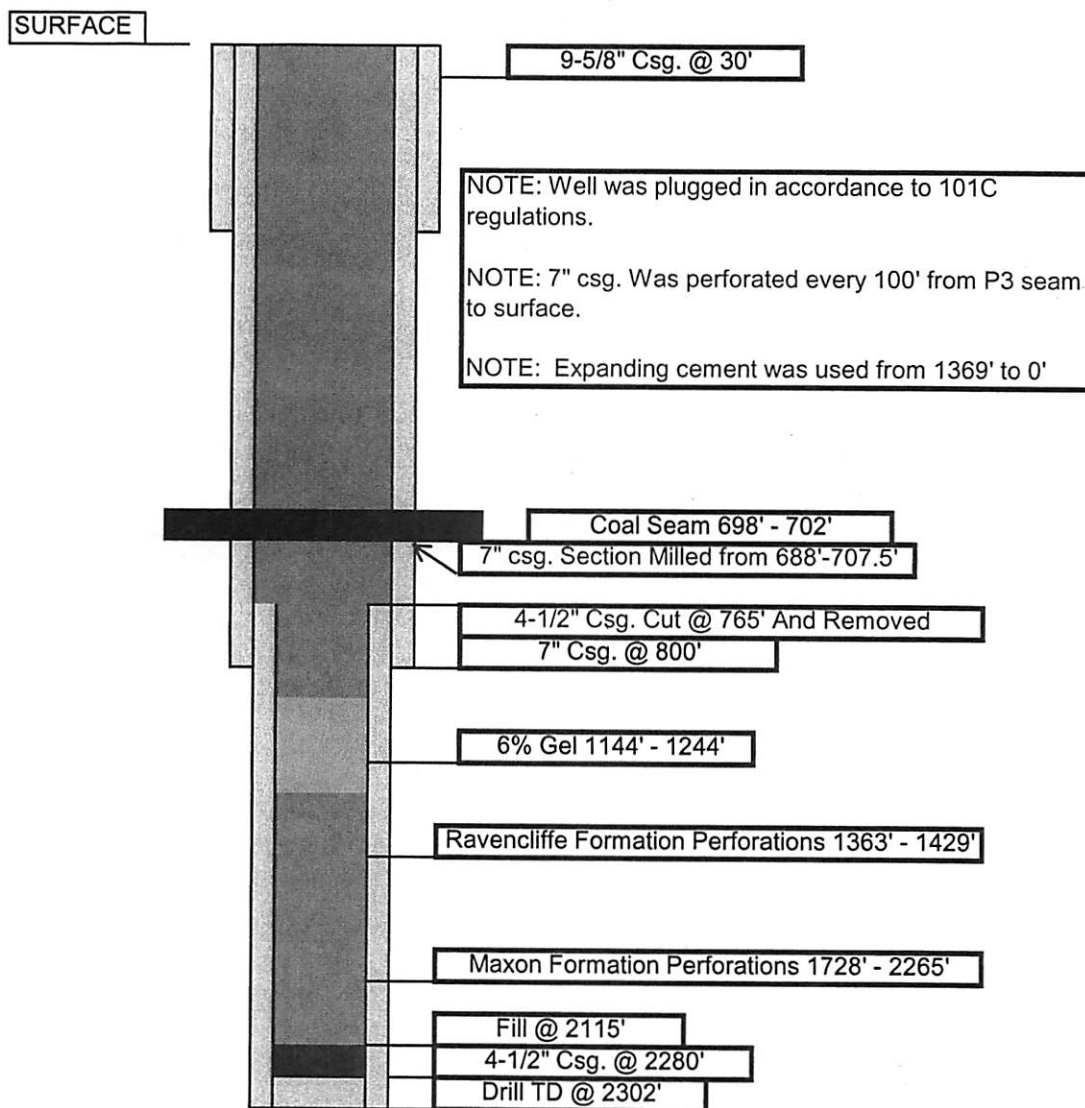 SURFACE
9-5/8" Csg. @ 30'
NOTE: Well was plugged in accordance to 101C
regulations.
NOTE: 7" csg. Was perforated every 100' from P3 seam
to surface.
NOTE: Expanding cement was used from 1369' to 0'
Coal Seam 698' - 702'
7" csg. Section Milled from 688'-707.5'
4-1/2" Csg. Cut @ 765' And Removed
7" Csg. @ 800'
6% Gel 1144' - 1244'
Ravencliffe Formation Perforations 1363' - 1429'
Maxon Formation Perforations 1728' - 2265'
Fill @ 2115'
4-1/2" Csg. @ 2280'
Drill TD @ 2302'